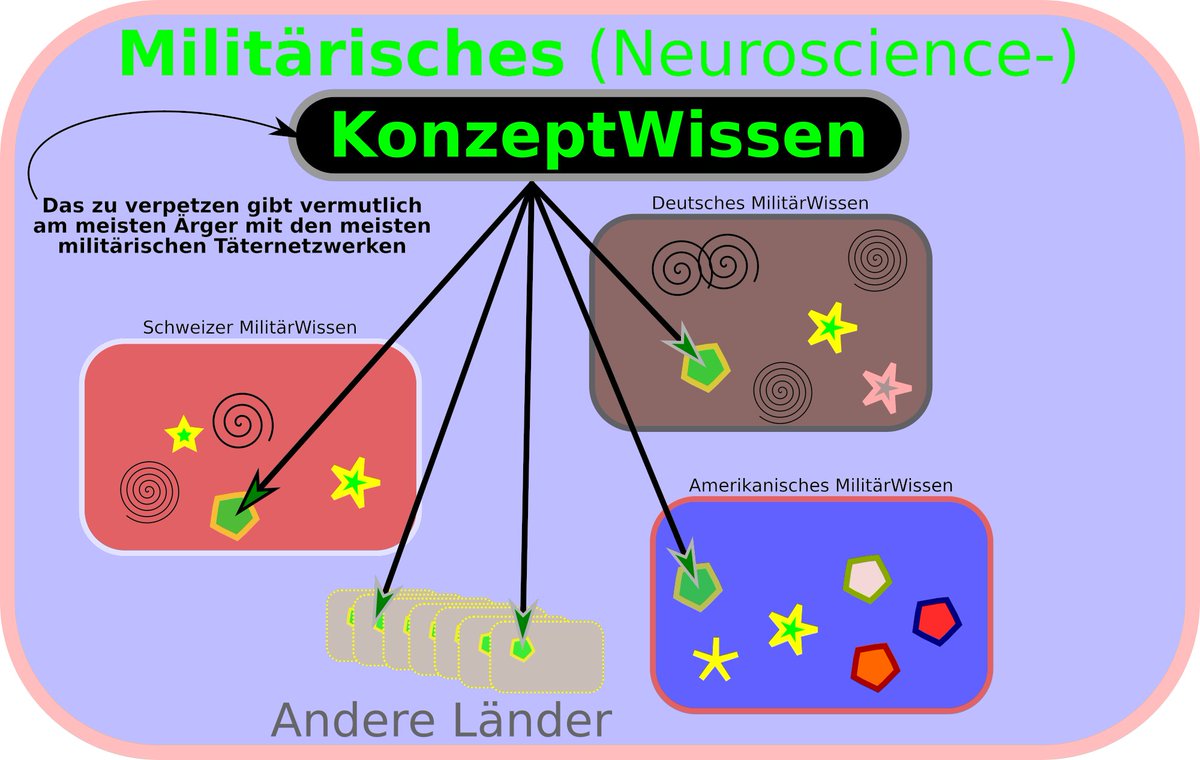 Militärisches (Neuroscience-)
KonzeptWissen
Das zu verpetzen gibt vermutlich
am meisten Ärger mit den meisten
militärischen Täternetzwerken
Deutsches MilitärWissen
Schweizer MilitärWissen
Amerikanisches MilitärWissen
Andere Länder